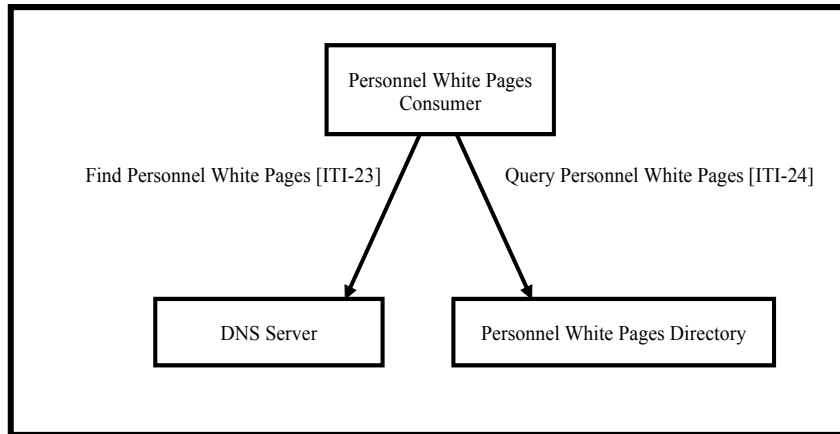 Personnel White Pages
Consumer
Find Personnel White Pages [ITI-23]
Query Personnel White Pages [ITI-24]
DNS Server
Personnel White Pages Directory